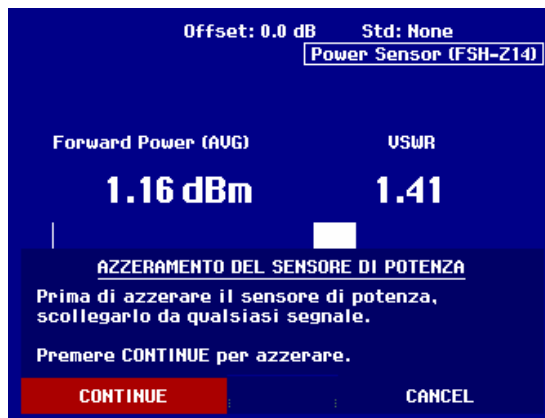 Offset: 0.0 dB Std: None
Power Sensor (FSH-Z14)
Forward Power (AVG) VSWR
1.16 dBm 1.41
AZZERAMENTO DEL SENSORE DI POTENZA
Prima di azzerare il sensore di potenza,
scollegarlo da qualsiasi segnale.
Premere CONTINUE per azzerare.
CONTINUE CANCEL